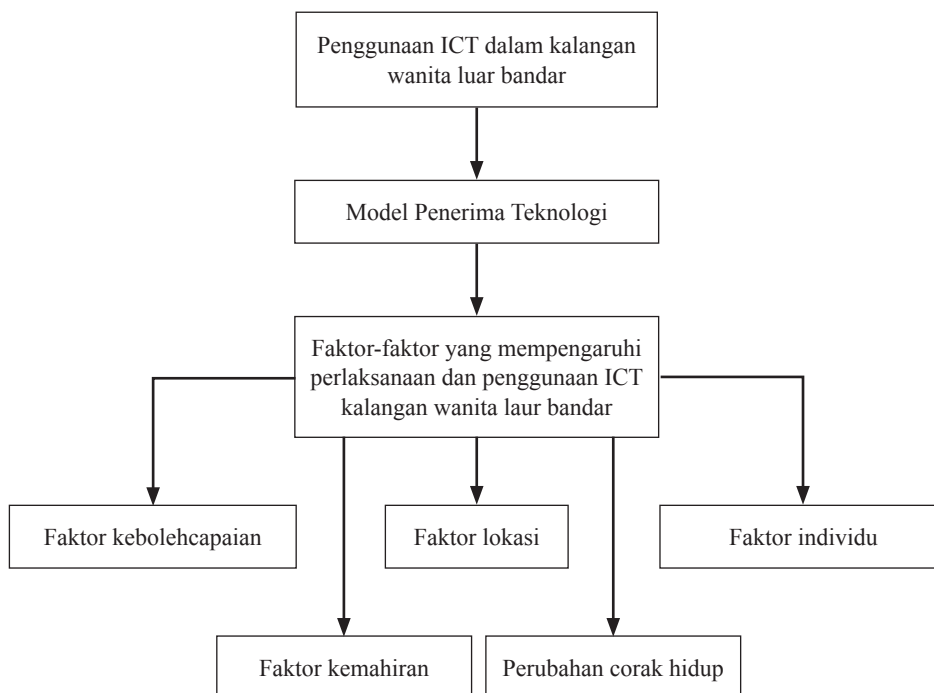 Penggunaan ICT dalam kalangan
wanita luar bandar
Model Penerima Teknologi
Faktor-faktor yang mempengaruhi
perlaksanaan dan penggunaan ICT
kalangan wanita laur bandar
Faktor kebolehcapaian
Faktor lokasi
Faktor individu
Faktor kemahiran
Perubahan corak hidup